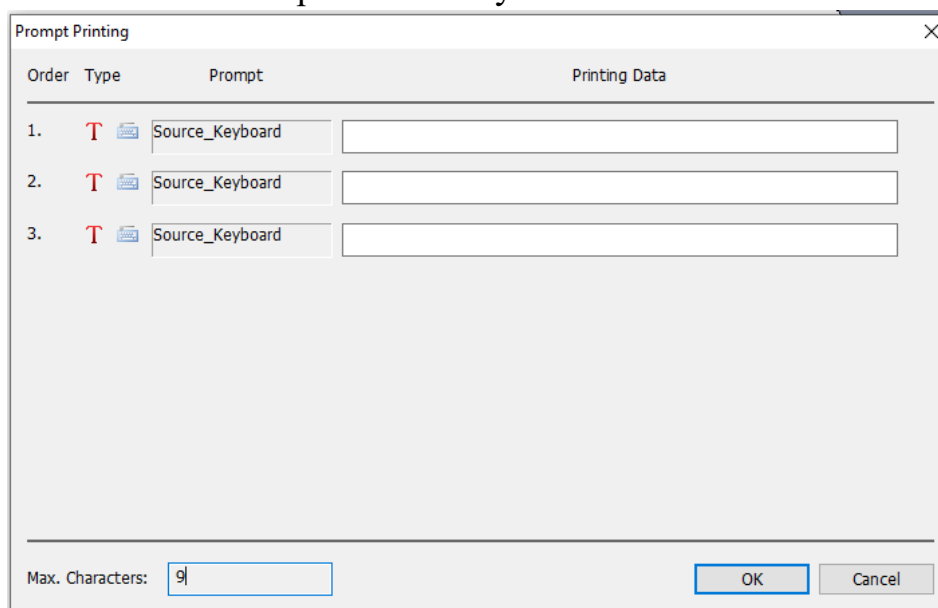 Prompt Printing
Order Type Prompt Printing Data
1. T Source_Keyboard
2. T Source_Keyboard
3. T Source_Keyboard
Max. Characters: 9 OK Cancel